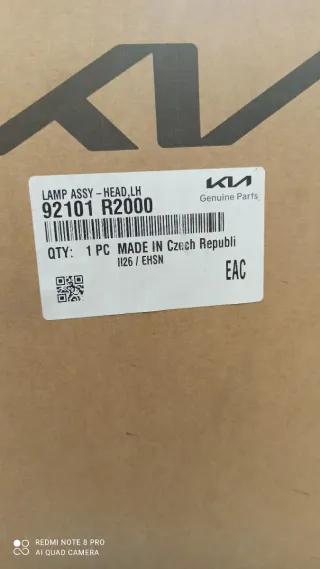 LAMP ASSY-HEAD,LH
KIA
Genuine Parts
92101 R2000
QTY: 1 PC MADE IN Czech Republi
II26 / EHSN
EAC
REDMI NOTE 8 PRO
AI QUAD CAMERA